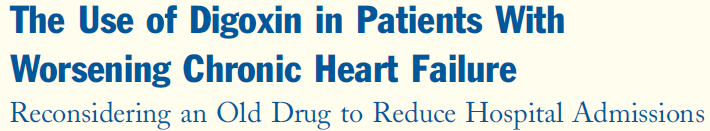 The Use of Digoxin in Patients With
Worsening Chronic Heart Failure
Reconsidering an Old Drug to Reduce Hospital Admissions